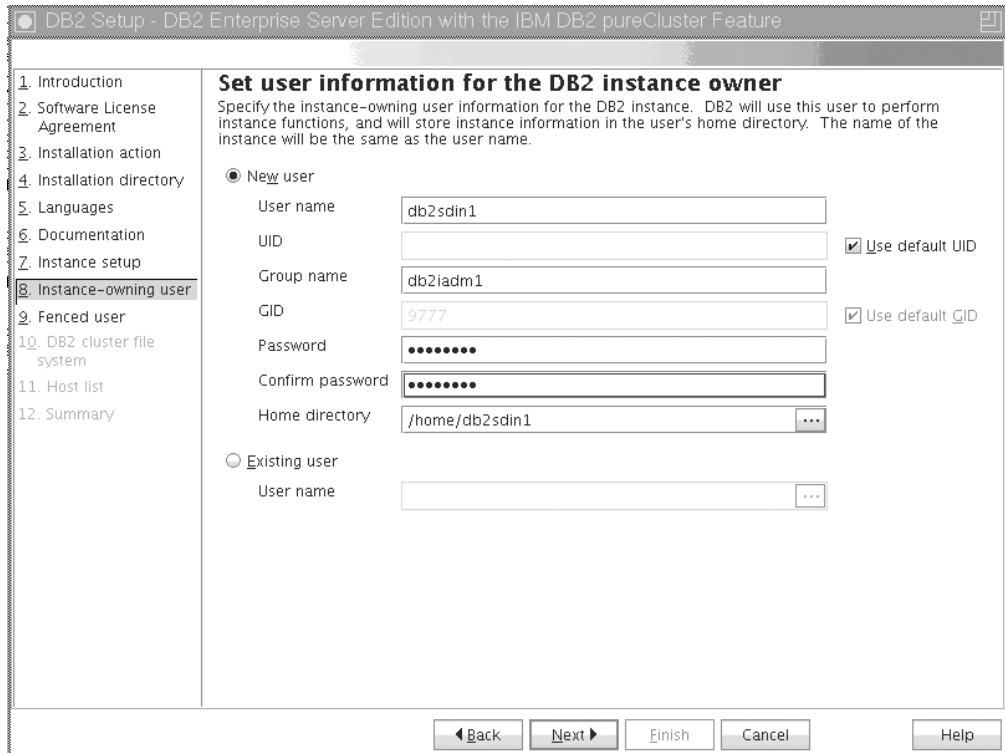 DB2 Setup - DB2 Enterprise Server Edition with the IBM DB2 pureCluster Feature
1. Introduction
2. Software License
Agreement
3. Installation action
4. Installation directory
5. Languages
6. Documentation
7. Instance setup
8. Instance-owning user
9. Fenced user
10. DB2 cluster file
system
11. Host list
12. Summary
Set user information for the DB2 instance owner
Specify the instance-owning user information for the DB2 instance. DB2 will use this user to perform
instance functions, and will store instance information in the user's home directory. The name of the
instance will be the same as the user name.
New user
User name db2sdin1
UID Use default UID
Group name db2iadm1
GID 9777 Use default GID
Password ●●●●●●●●
Confirm password ●●●●●●●●
Home directory /home/db2sdin1 ...
Existing user
User name ...
Back Next Finish Cancel Help